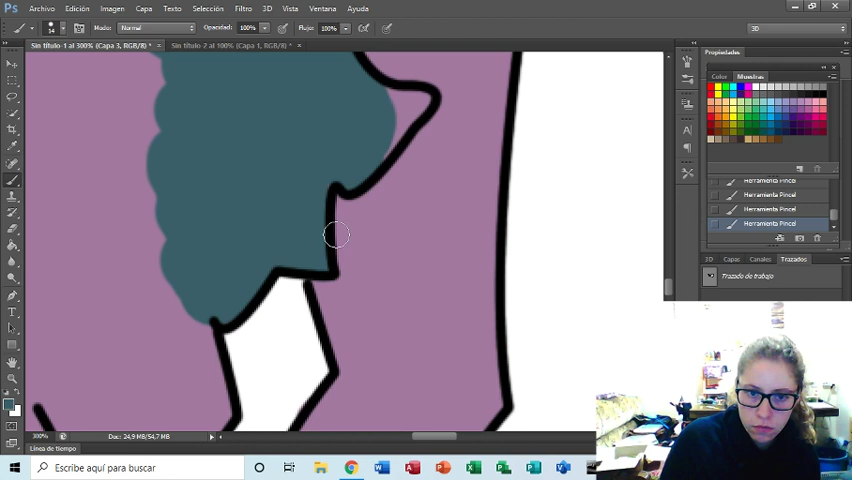 Ps Archivo Edición Imagen Capa Texto Selección Filtro 3D Vista Ventana Ayuda
14 Modo: Normal Opacidad: 100% Flujo: 100% 3D
Sin título-1 al 300% (Capa 3, RGB/8) * × Sin título-2 al 100% (Capa 1, RGB/8) * ×
Propiedades
Color Muestras
Herramienta Pincel
Herramienta Pincel
Herramienta Pincel
Herramienta Pincel
3D Capas Canales Trazados
Trazado de trabajo
300% Doc: 24,9 MB/54,7 MB
Línea de tiempo
Escribe aquí para buscar